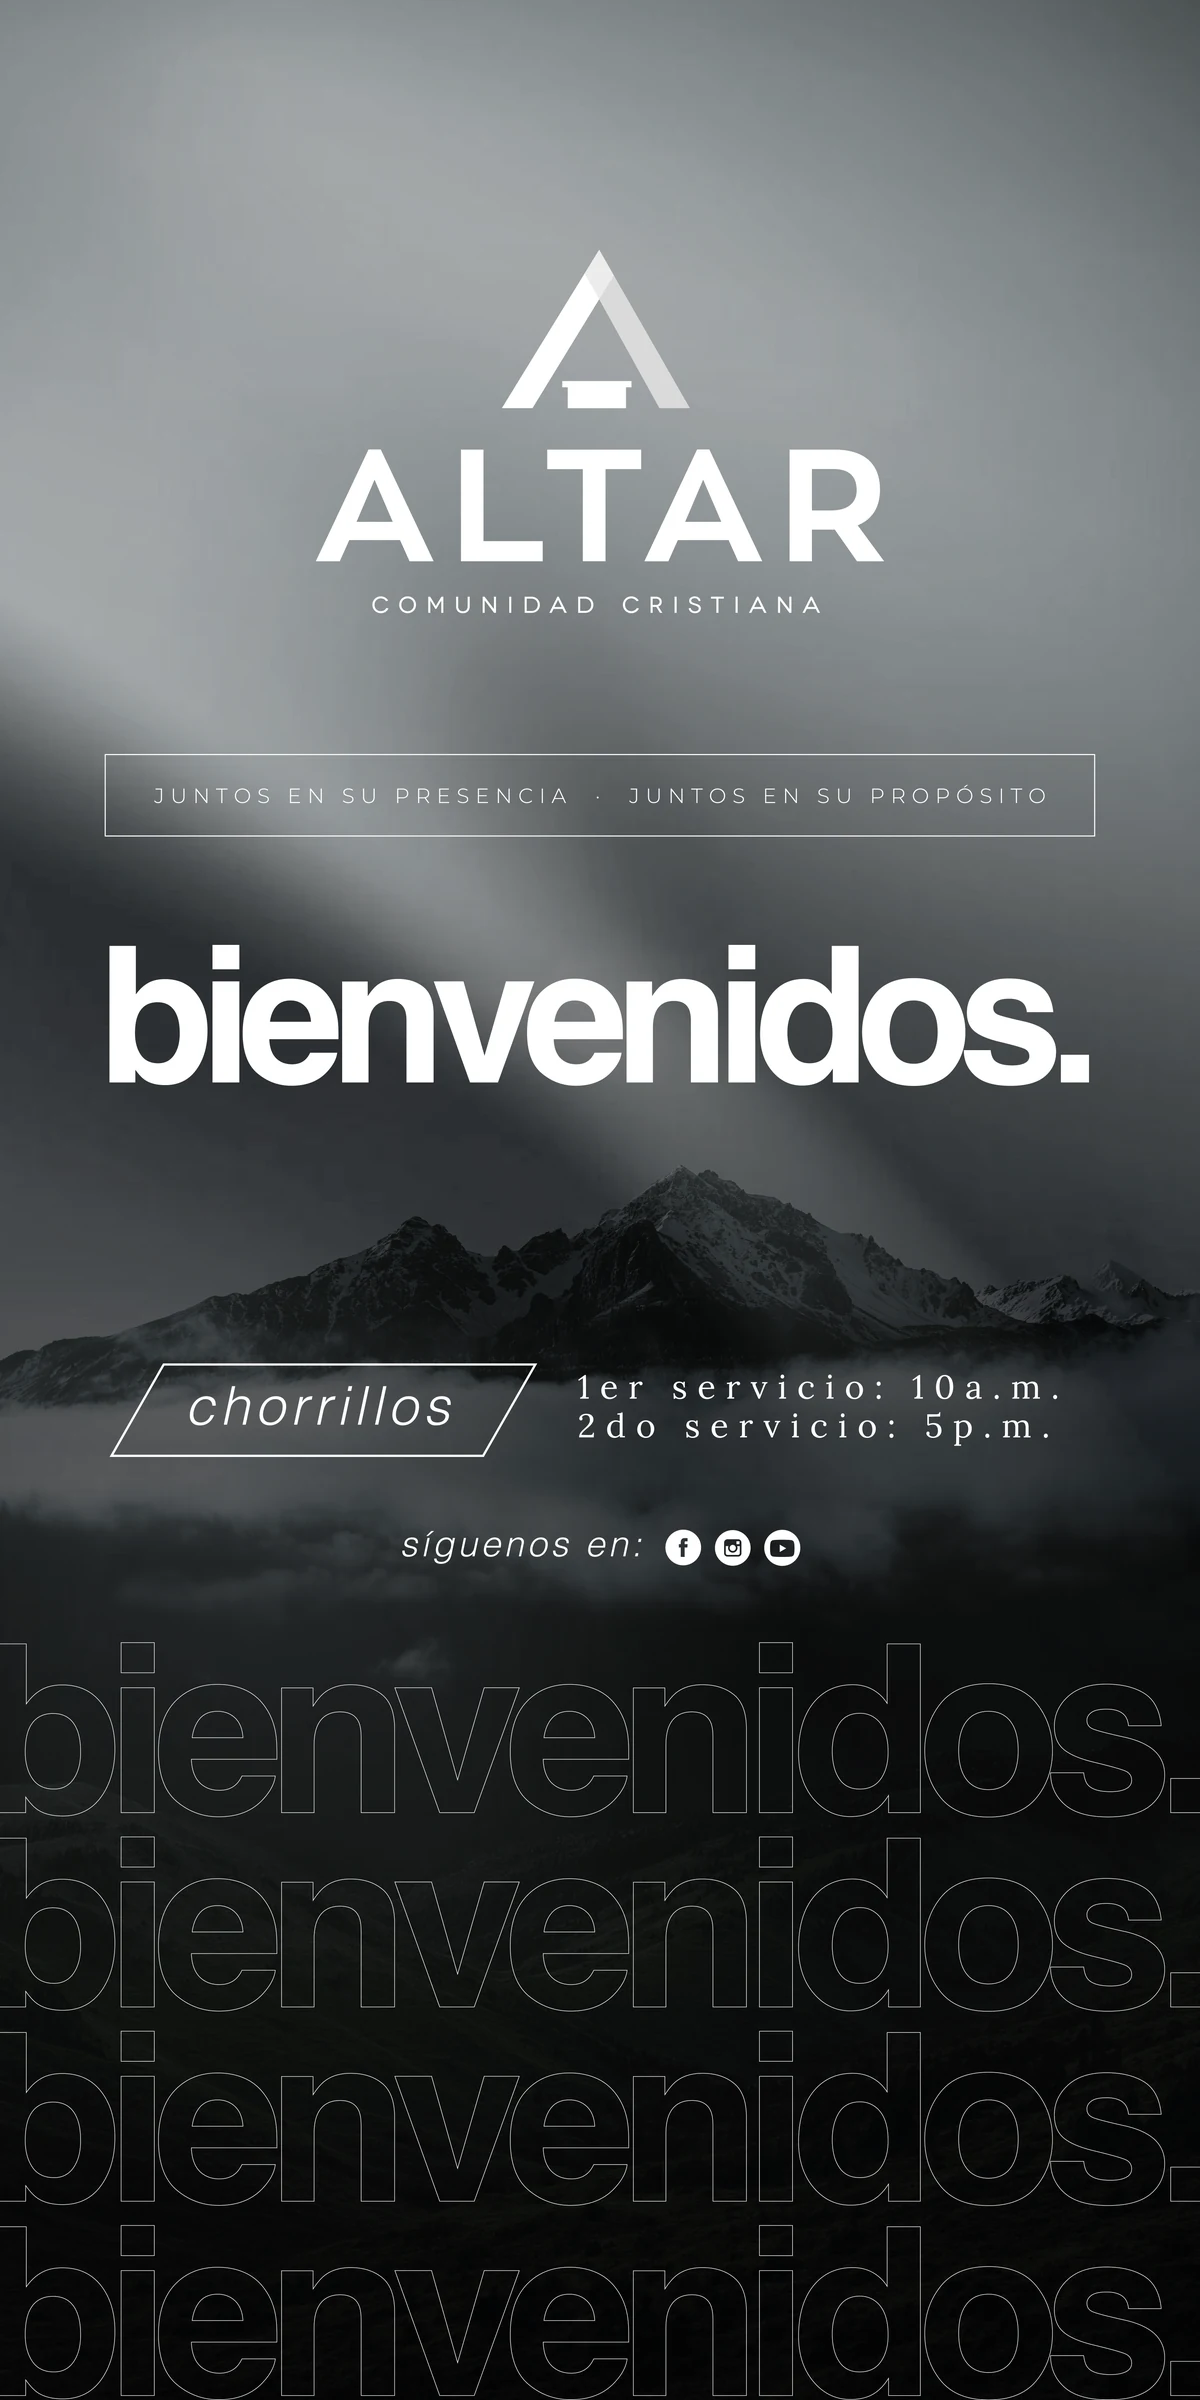 ALTAR
COMUNIDAD CRISTIANA
JUNTOS EN SU PRESENCIA · JUNTOS EN SU PROPÓSITO
bienvenidos.
chorrillos
1er servicio: 10a.m.
2do servicio: 5p.m.
síguenos en:
bienvenidos.
bienvenidos.
bienvenidos.
bienvenidos.